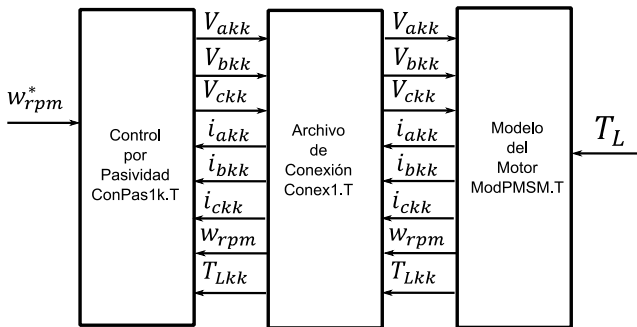 w*rpm
Control
por
Pasividad
ConPas1k.T
Vakk
Vbkk
Vckk
iakk
ibkk
ickk
wrpm
TLkk
Archivo
de
Conexión
Conex1.T
Vakk
Vbkk
Vckk
iakk
ibkk
ickk
wrpm
TLkk
Modelo
del
Motor
ModPMSM.T
TL